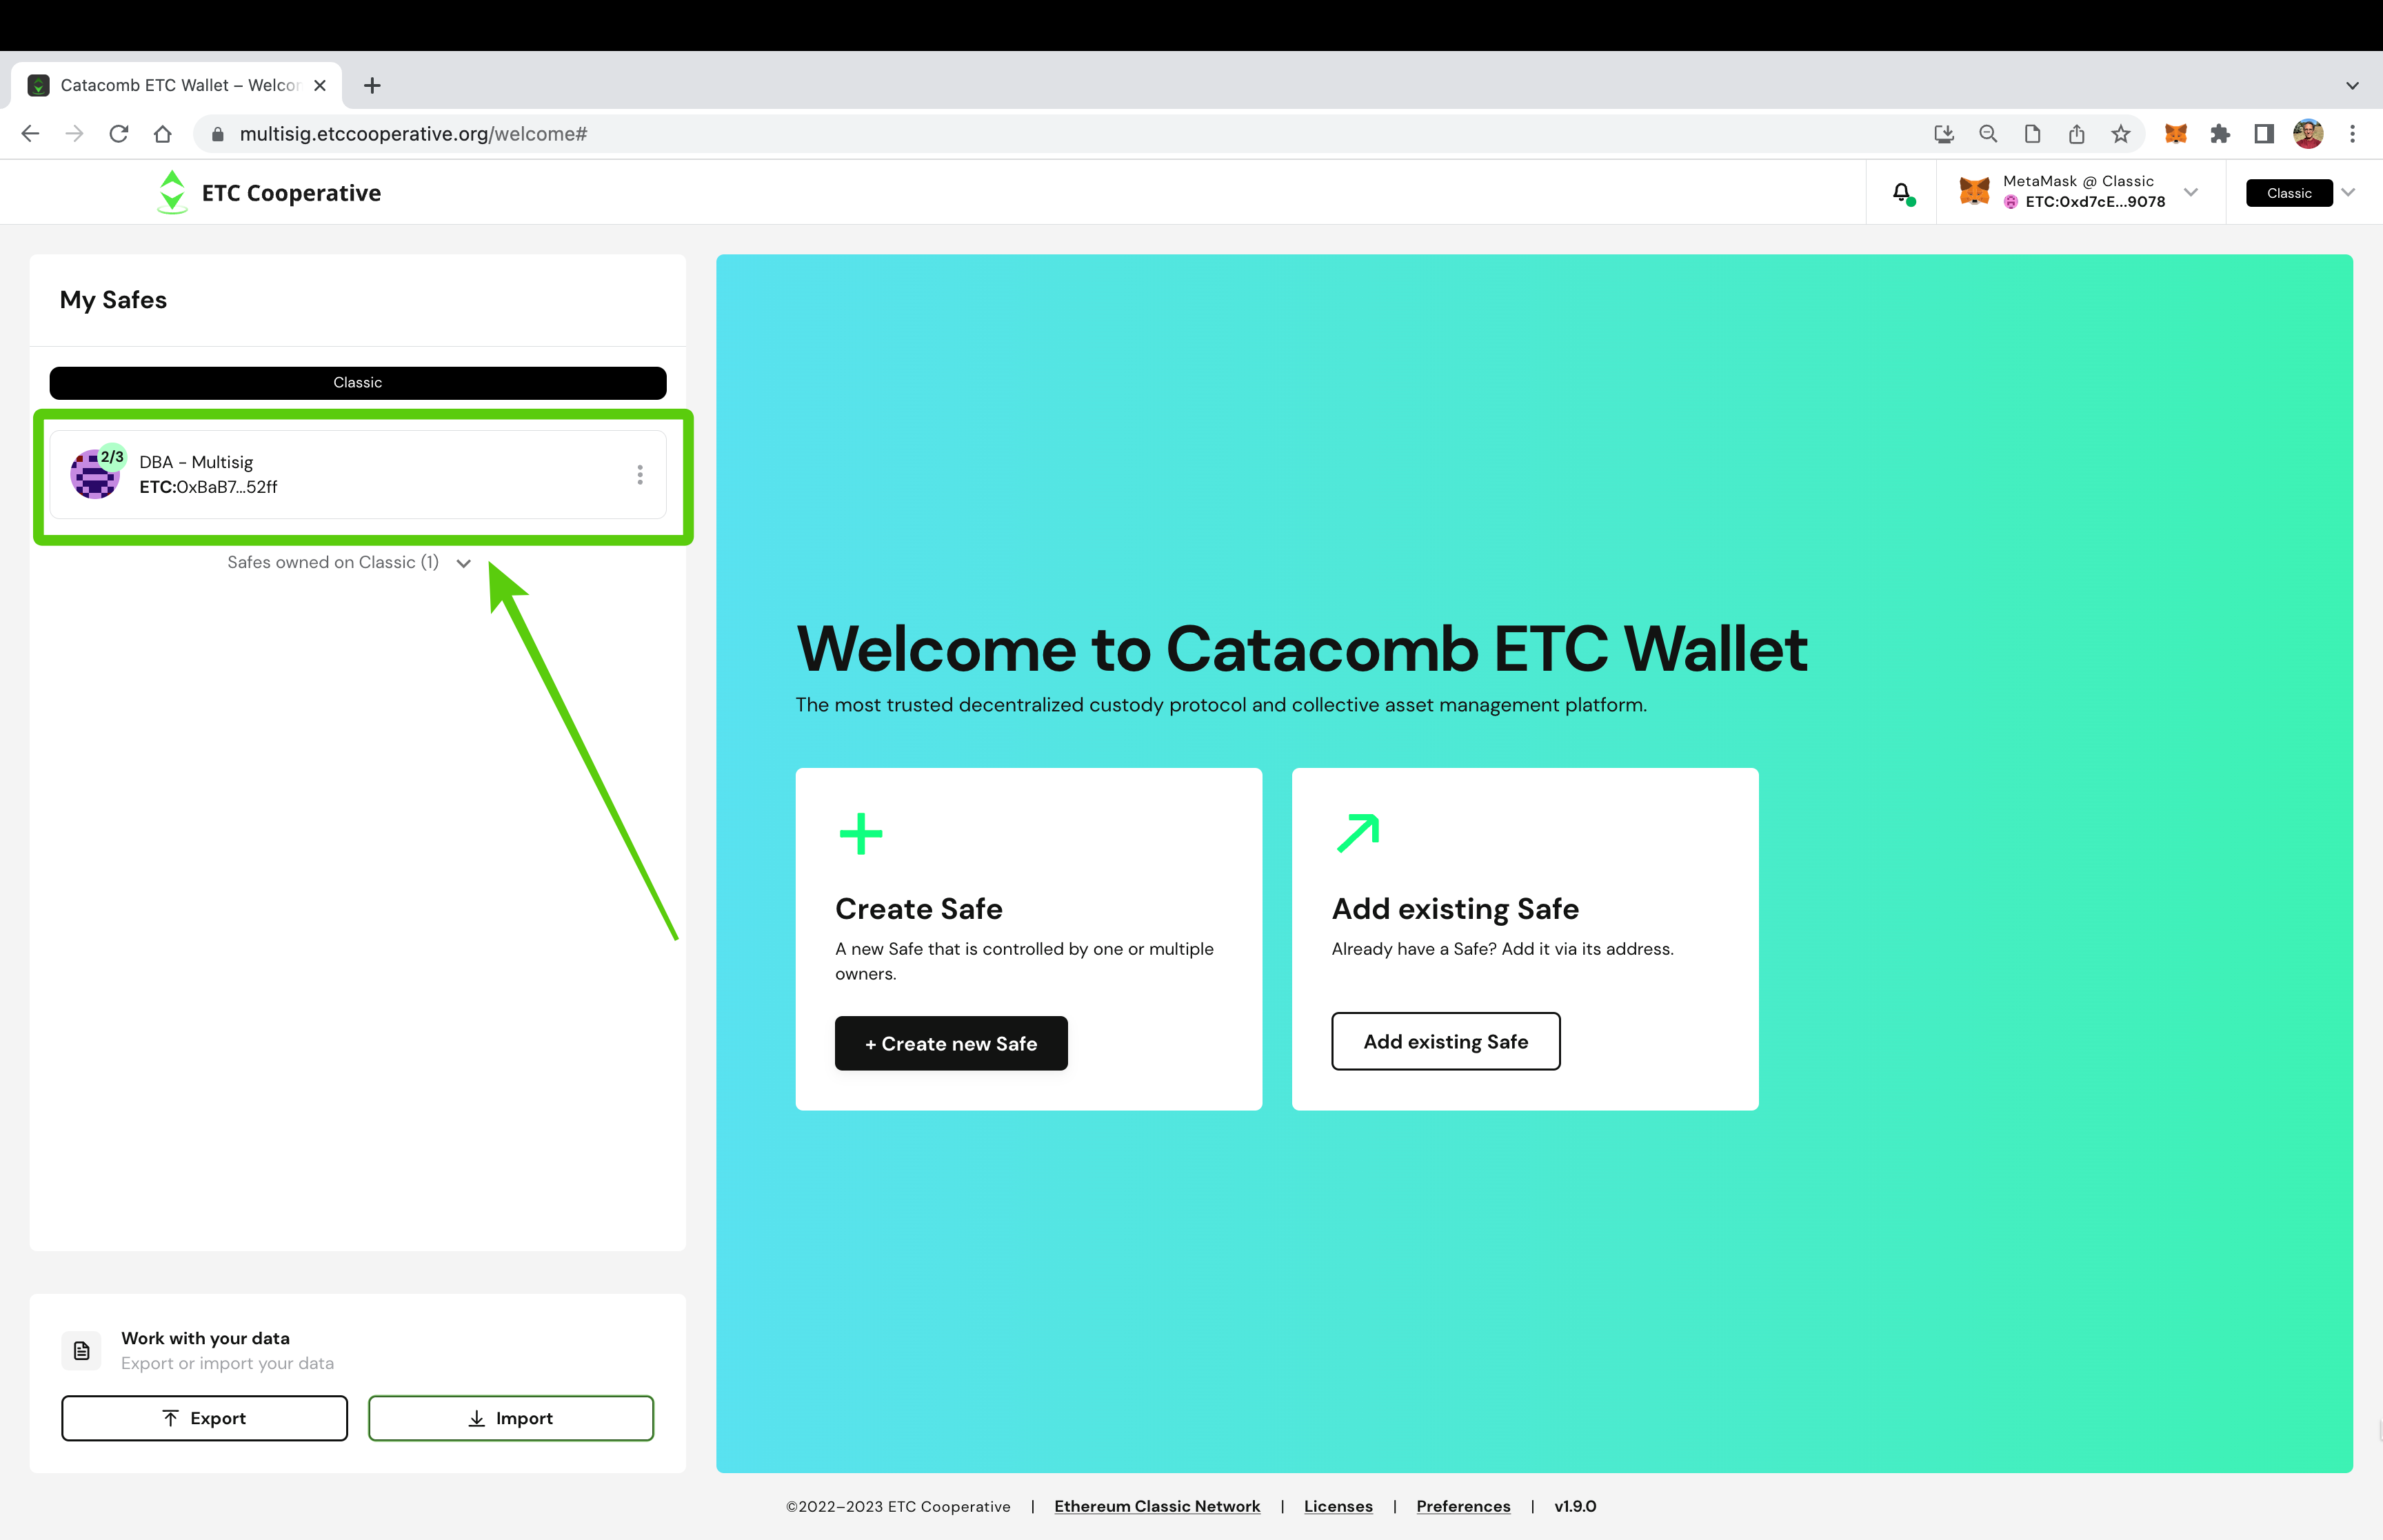 Catacomb ETC Wallet – Welco
multisig.etccooperative.org/welcome#
ETC Cooperative
MetaMask @ Classic
ETC:0xd7cE...9078
Classic
My Safes
Classic
2/3
DBA - Multisig
ETC:0xBaB7...52ff
Safes owned on Classic (1)
Welcome to Catacomb ETC Wallet
The most trusted decentralized custody protocol and collective asset management platform.
Create Safe
A new Safe that is controlled by one or multiple
owners.
+ Create new Safe
Add existing Safe
Already have a Safe? Add it via its address.
Add existing Safe
Work with your data
Export or import your data
Export
Import
©2022–2023 ETC Cooperative | Ethereum Classic Network | Licenses | Preferences | v1.9.0